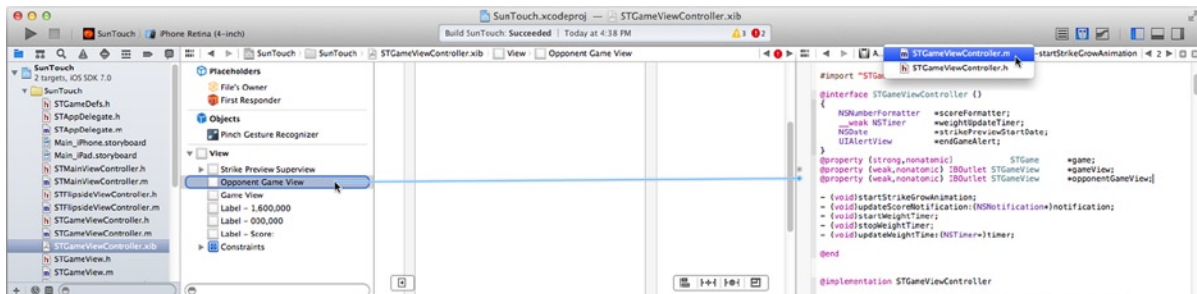 SunTouch.xcodeproj — STGameViewController.xib
SunTouch iPhone Retina (4-inch)
Build SunTouch: Succeeded | Today at 4:38 PM
3 2
SunTouch SunTouch STGameViewController.xib View Opponent Game View
A... STGameViewController.m -startStrikeGrowAnimation 2
STGameViewController.h
SunTouch
2 targets, iOS SDK 7.0
SunTouch
STGameDefs.h
STAppDelegate.h
STAppDelegate.m
Main_iPhone.storyboard
Main_iPad.storyboard
STMainViewController.h
STMainViewController.m
STFlipsideViewController.h
STFlipsideViewController.m
STGameViewController.h
STGameViewController.m
STGameViewController.xib
STGameView.h
STGameView.m
Placeholders
File's Owner
First Responder
Objects
Pinch Gesture Recognizer
View
Strike Preview Superview
Opponent Game View
Game View
Label – 1,600,000
Label – 000,000
Label – Score:
Constraints
#import "STGa
@interface STGameViewController ()
{
NSNumberFormatter *scoreFormatter;
__weak NSTimer *weightUpdateTimer;
NSDate *strikePreviewStartDate;
UIAlertView *endGameAlert;
}
@property (strong,nonatomic) STGame *game;
@property (weak,nonatomic) IBOutlet STGameView *gameView;
@property (weak,nonatomic) IBOutlet STGameView *opponentGameView;
- (void)startStrikeGrowAnimation;
- (void)updateScoreNotification:(NSNotification*)notification;
- (void)startWeightTimer;
- (void)stopWeightTimer;
- (void)updateWeightTime:(NSTimer*)timer;
@end
@implementation STGameViewController